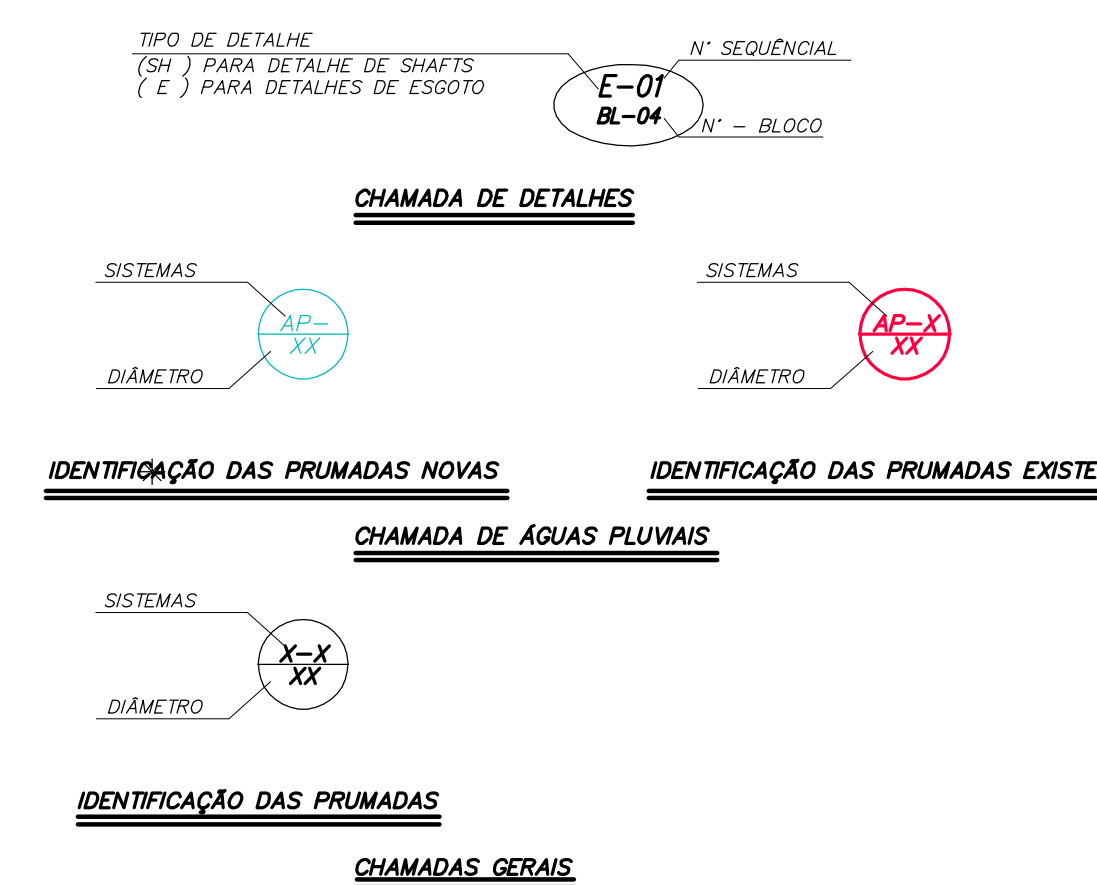 TIPO DE DETALHE
(SH ) PARA DETALHE DE SHAFTS
( E ) PARA DETALHES DE ESGOTO
N° SEQUÊNCIAL
E-01
BL-04
N° - BLOCO
CHAMADA DE DETALHES
SISTEMAS
AP-
XX
DIÂMETRO
SISTEMAS
AP-X
XX
DIÂMETRO
IDENTIFICAÇÃO DAS PRUMADAS NOVAS
IDENTIFICAÇÃO DAS PRUMADAS EXISTE
CHAMADA DE ÁGUAS PLUVIAIS
SISTEMAS
X-X
XX
DIÂMETRO
IDENTIFICAÇÃO DAS PRUMADAS
CHAMADAS GERAIS